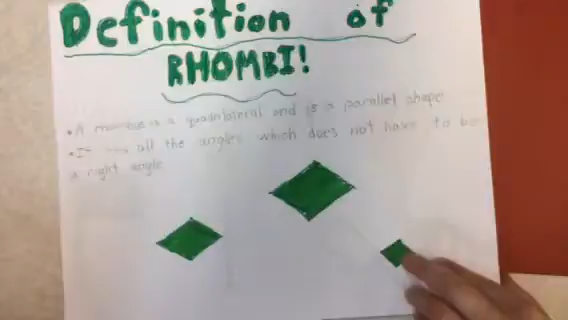 Definition of
RHOMBI!
• A rhombus is a quadrilateral and is a parallel shape
• It has all the angles which does not have to be
a right angle